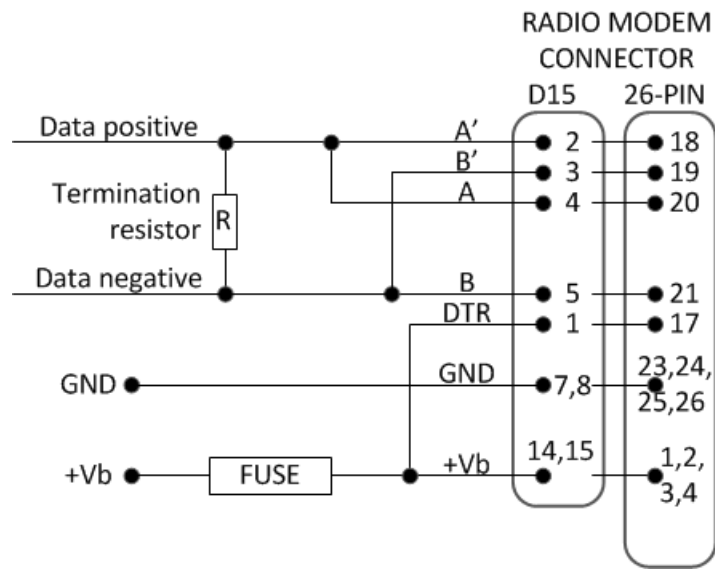 RADIO MODEM
CONNECTOR
D15 26-PIN
Data positive A’ 2 18
B’ 3 19
Termination A 4 20
resistor R
Data negative B 5 21
DTR 1 17
GND GND 7,8 23,24,
25,26
+Vb FUSE +Vb 14,15 1,2,
3,4